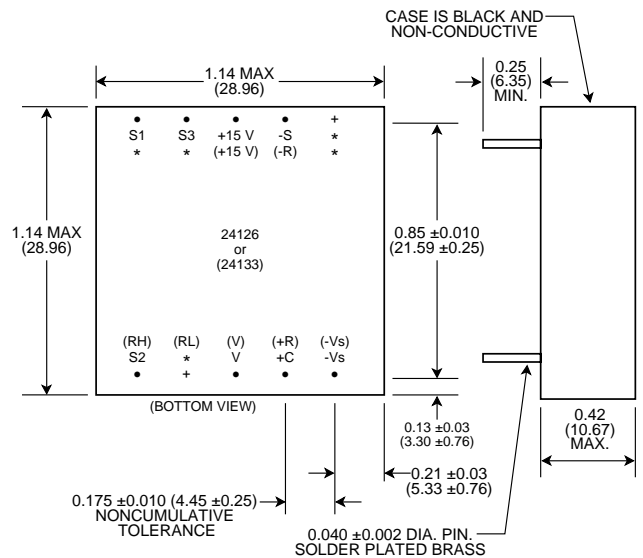 CASE IS BLACK AND
NON-CONDUCTIVE
1.14 MAX
(28.96)
0.25
(6.35)
MIN.
• • • • +
S1 S3 +15 V -S *
* * (+15 V) (-R) *
1.14 MAX
(28.96)
24126
or
(24133)
0.85 ±0.010
(21.59 ±0.25)
(RH) (RL) (V) (+R) (-Vs)
S2 * V +C -Vs
• + • • •
(BOTTOM VIEW)
0.13 ±0.03
(3.30 ±0.76)
0.42
(10.67)
MAX.
0.21 ±0.03
(5.33 ±0.76)
0.175 ±0.010 (4.45 ±0.25)
NONCUMULATIVE
TOLERANCE
0.040 ±0.002 DIA. PIN.
SOLDER PLATED BRASS